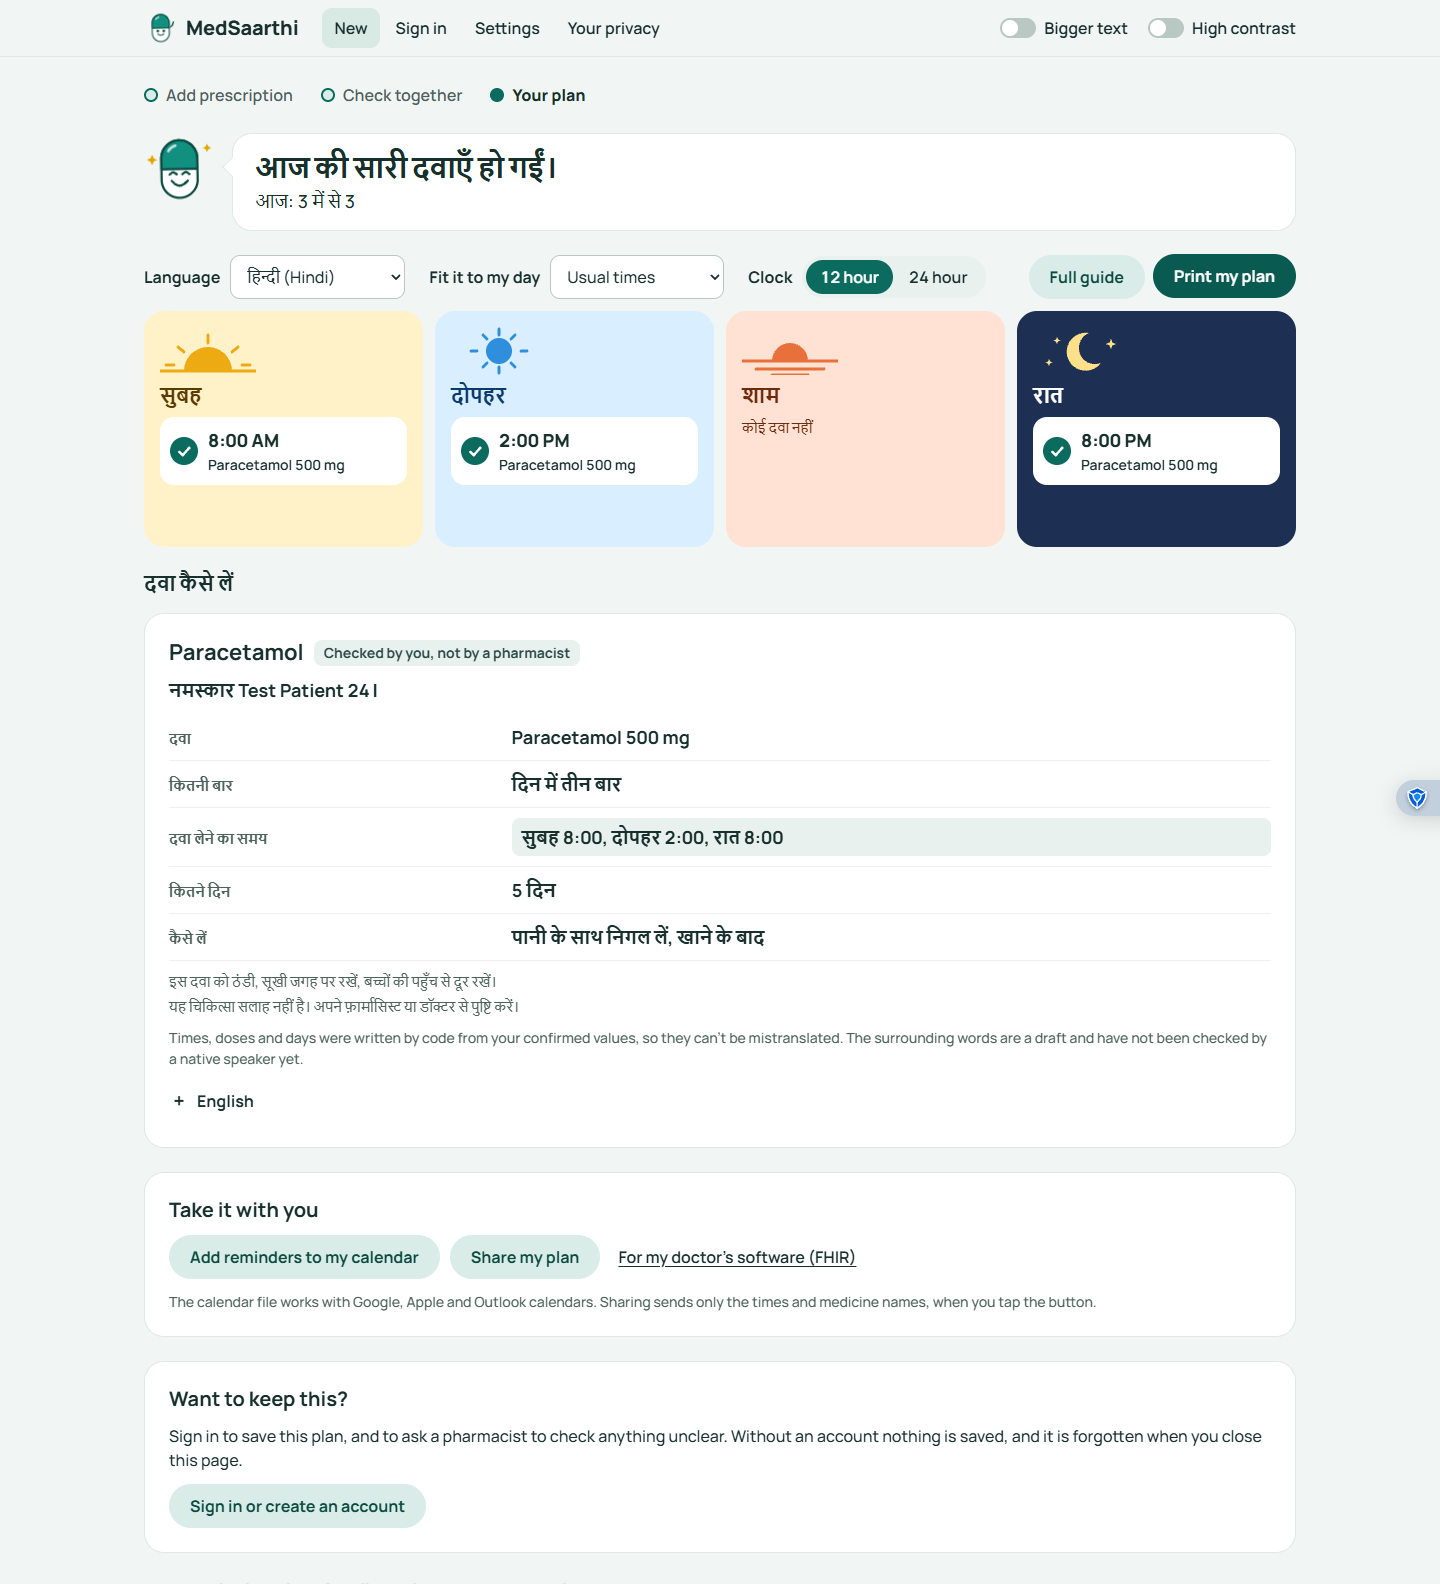 MedSaarthi
New
Sign in
Settings
Your privacy
Bigger text
High contrast
Add prescription
Check together
Your plan
आज की सारी दवाएँ हो गईं।
आज: 3 में से 3
Language
हिन्दी (Hindi)
Fit it to my day
Usual times
Clock
12 hour
24 hour
Full guide
Print my plan
सुबह
8:00 AM
Paracetamol 500 mg
दोपहर
2:00 PM
Paracetamol 500 mg
शाम
कोई दवा नहीं
रात
8:00 PM
Paracetamol 500 mg
दवा कैसे लें
Paracetamol
Checked by you, not by a pharmacist
नमस्कार Test Patient 24।
दवा
Paracetamol 500 mg
कितनी बार
दिन में तीन बार
दवा लेने का समय
सुबह 8:00, दोपहर 2:00, रात 8:00
कितने दिन
5 दिन
कैसे लें
पानी के साथ निगल लें, खाने के बाद
इस दवा को ठंडी, सूखी जगह पर रखें, बच्चों की पहुँच से दूर रखें।
यह चिकित्सा सलाह नहीं है। अपने फ़ार्मासिस्ट या डॉक्टर से पुष्टि करें।
Times, doses and days were written by code from your confirmed values, so they can't be mistranslated. The surrounding words are a draft and have not been checked by
a native speaker yet.
+ English
Take it with you
Add reminders to my calendar
Share my plan
For my doctor's software (FHIR)
The calendar file works with Google, Apple and Outlook calendars. Sharing sends only the times and medicine names, when you tap the button.
Want to keep this?
Sign in to save this plan, and to ask a pharmacist to check anything unclear. Without an account nothing is saved, and it is forgotten when you close
this page.
Sign in or create an account